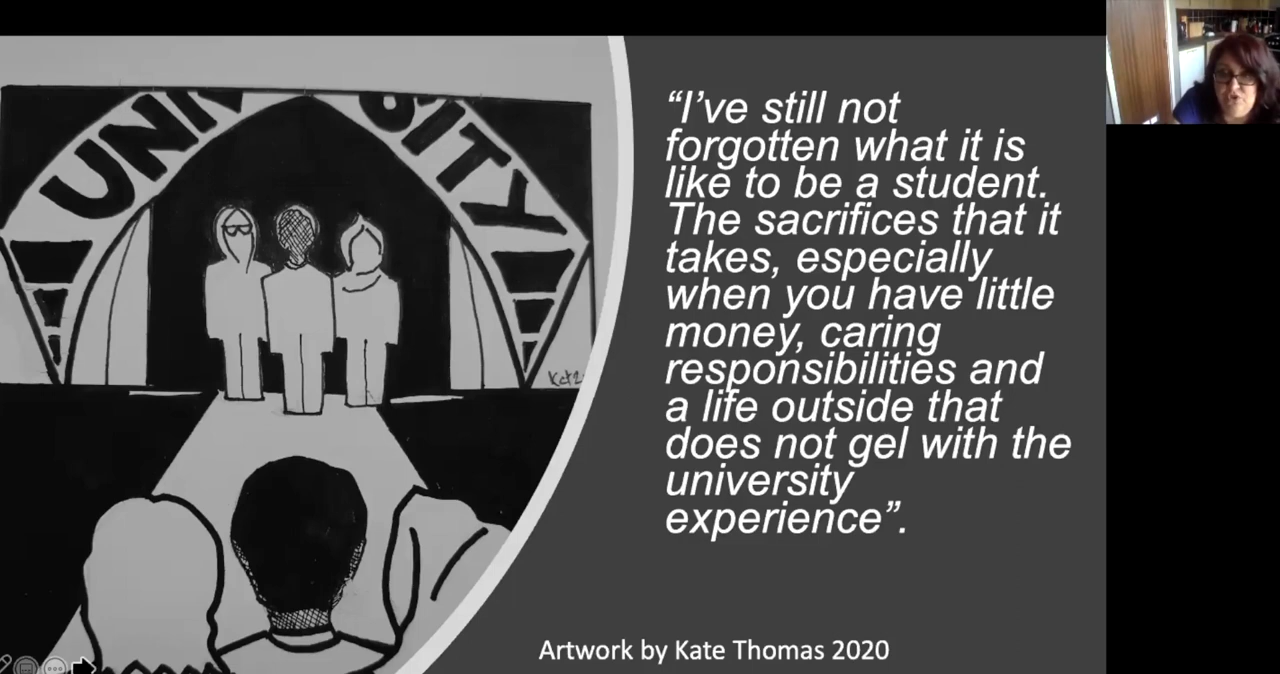 UNI SITY
“I’ve still not
forgotten what it is
like to be a student.
The sacrifices that it
takes, especially
when you have little
money, caring
responsibilities and
a life outside that
does not gel with the
university
experience”.
Artwork by Kate Thomas 2020